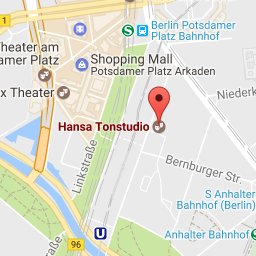 Berlin Potsdamer
Platz Bahnhof
Theater am
damer Platz
Shopping Mall
Potsdamer Platz Arkaden
x Theater
Niederk
Hansa Tonstudio
Linkstraße
Bernburger Str.
S Anhalter
Bahnhof (Berlin)
U
96
Anhalter Bahnhof